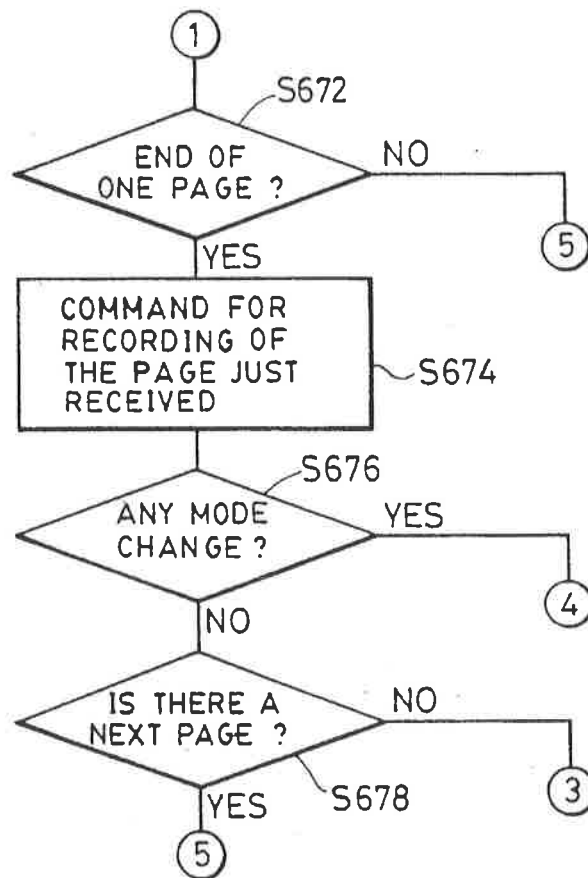 1
S672
END OF
ONE PAGE ?
NO
5
YES
COMMAND FOR
RECORDING OF
THE PAGE JUST
RECEIVED
S674
S676
ANY MODE
CHANGE ?
YES
4
NO
IS THERE A
NEXT PAGE ?
NO
3
S678
YES
5